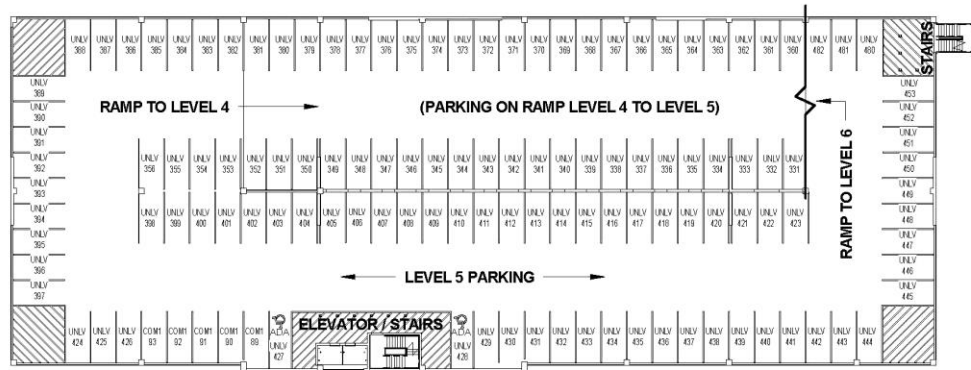 UNLV UNLV UNLV UNLV UNLV UNLV UNLV UNLV UNLV UNLV UNLV UNLV UNLV UNLV UNLV UNLV UNLV UNLV UNLV UNLV UNLV UNLV UNLV UNLV UNLV UNLV UNLV UNLV UNLV UNLV UNLV UNLV
388 387 386 385 384 383 382 381 380 379 378 377 376 375 374 373 372 371 370 369 368 367 366 365 364 363 362 361 360 482 481 480
STAIRS
UNLV
389
UNLV
390
UNLV
391
UNLV
392
UNLV
393
UNLV
394
UNLV
395
UNLV
396
UNLV
397
RAMP TO LEVEL 4
(PARKING ON RAMP LEVEL 4 TO LEVEL 5)
UNLV UNLV UNLV UNLV UNLV UNLV UNLV UNLV UNLV UNLV UNLV UNLV UNLV UNLV UNLV UNLV UNLV UNLV UNLV UNLV UNLV UNLV UNLV UNLV UNLV UNLV
356 355 354 353 352 351 350 349 348 347 346 345 344 343 342 341 340 339 338 337 336 335 334 333 332 331
UNLV UNLV UNLV UNLV UNLV UNLV UNLV UNLV UNLV UNLV UNLV UNLV UNLV UNLV UNLV UNLV UNLV UNLV UNLV UNLV UNLV UNLV UNLV UNLV UNLV UNLV
398 399 400 401 402 403 404 405 406 407 408 409 410 411 412 413 414 415 416 417 418 419 420 421 422 423
RAMP TO LEVEL 6
UNLV
453
UNLV
452
UNLV
451
UNLV
450
UNLV
449
UNLV
448
UNLV
447
UNLV
446
UNLV
445
LEVEL 5 PARKING
ELEVATOR / STAIRS
UNLV UNLV UNLV COM1 COM1 COM1 COM1 COM1
424 425 426 93 92 91 90 89
ADA
UNLV
427
ADA
UNLV
428
UNLV UNLV UNLV UNLV UNLV UNLV UNLV UNLV UNLV UNLV UNLV UNLV UNLV UNLV UNLV UNLV
429 430 431 432 433 434 435 436 437 438 439 440 441 442 443 444